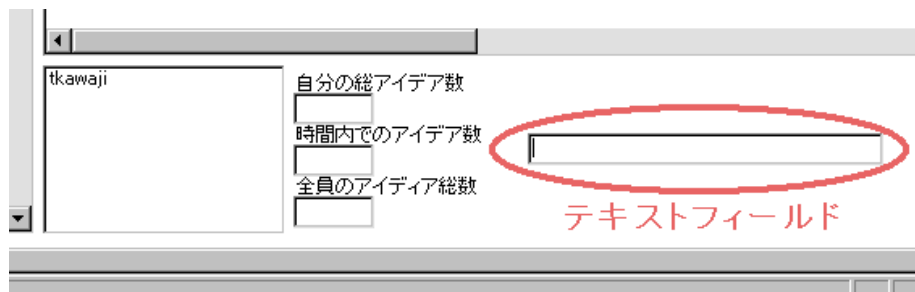 tkawaji
自分の総アイデア数
時間内でのアイデア数
全員のアイディア総数
テキストフィールド